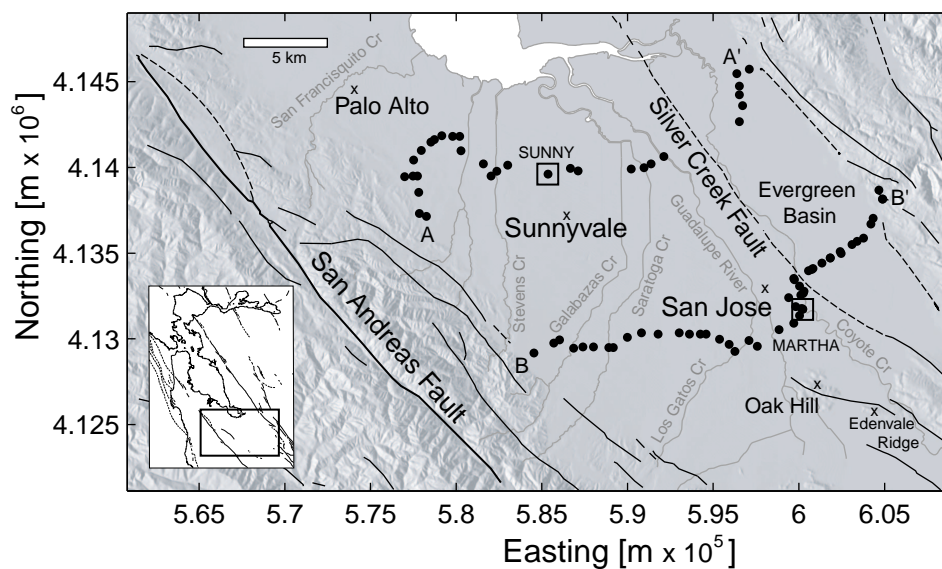 5 km
A'
4.145
San Francisquito Cr
x
Palo Alto
Silver Creek Fault
4.14
SUNNY
Evergreen
Basin
B'
x
Sunnyvale
A
Northing [m x 10^6]
4.135
Stevens Cr
Galabazas Cr
Saratoga Cr
Guadalupe River
San Andreas Fault
x
San Jose
4.13
B
MARTHA
Coyote Cr
x
Oak Hill
x
Edenvale
Ridge
Los Gatos Cr
4.125
5.65
5.7
5.75
5.8
5.85
5.9
5.95
6
6.05
Easting [m x 10^5]